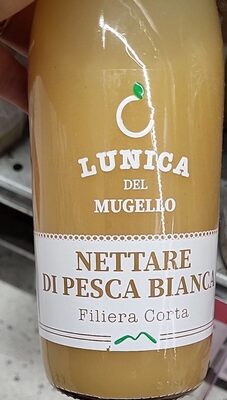 LUNICA
DEL
MUGELLO
NETTARE
DI PESCA BIANCA
Filiera Corta